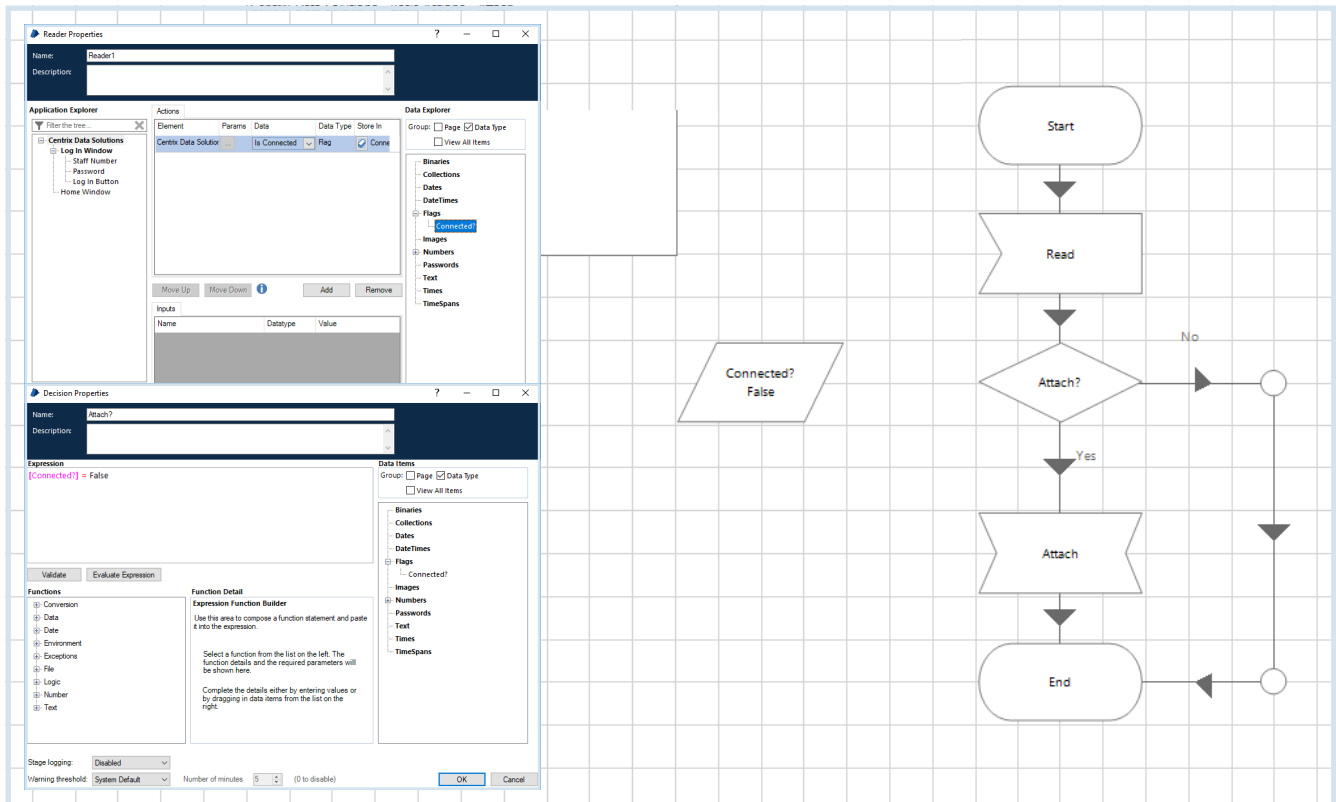 Reader Properties
? — □ ×
Name: Reader1
Description:
Application Explorer
Filter the tree...
Centrix Data Solutions
Log In Window
Staff Number
Password
Log In Button
Home Window
Actions
Element Params Data Data Type Store In
Centrix Data Solution ... Is Connected Flag Conne
Move Up Move Down i Add Remove
Inputs
Name Datatype Value
Data Explorer
Group: Page Data Type
View All Items
Binaries
Collections
Dates
DateTimes
Flags
Connected?
Images
Numbers
Passwords
Text
Times
TimeSpans
Decision Properties
? — □ ×
Name: Attach?
Description:
Expression
[Connected?] = False
Validate Evaluate Expression
Functions
Conversion
Data
Date
Environment
Exceptions
File
Logic
Number
Text
Function Detail
Expression Function Builder
Use this area to compose a function statement and paste
it into the expression.
Select a function from the list on the left. The
function details and the required parameters will
be shown here.
Complete the details either by entering values or
by dragging in data items from the list on the
right.
Data Items
Group: Page Data Type
View All Items
Binaries
Collections
Dates
DateTimes
Flags
Connected?
Images
Numbers
Passwords
Text
Times
TimeSpans
Stage logging: Disabled
Warning threshold: System Default Number of minutes 5 (0 to disable)
OK Cancel
Connected?
False
Start
Read
Attach?
No
Yes
Attach
End